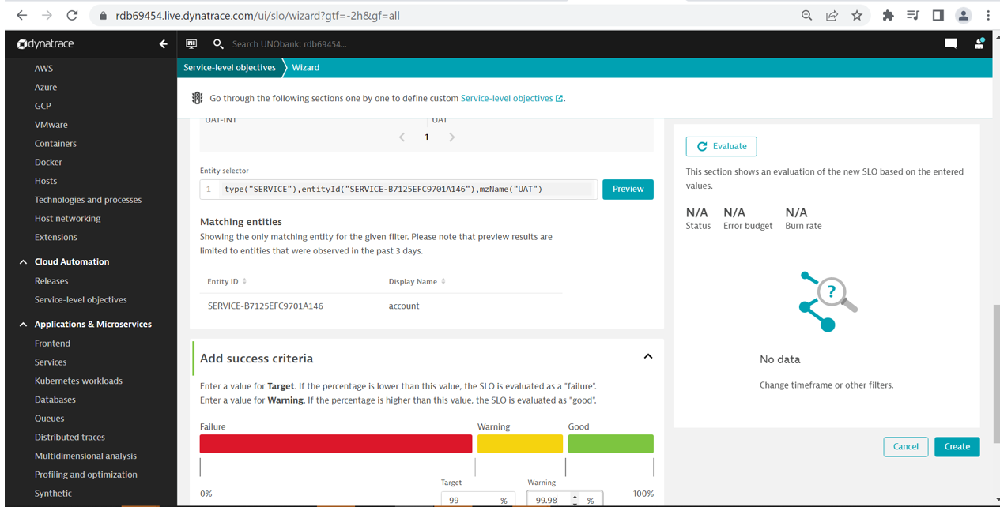 rdb69454.live.dynatrace.com/ui/slo/wizard?gtf=-2h&gf=all
dynatrace
Search UNObank: rdb69454...
AWS
Azure
GCP
VMware
Containers
Docker
Hosts
Technologies and processes
Host networking
Extensions
Cloud Automation
Releases
Service-level objectives
Applications & Microservices
Frontend
Services
Kubernetes workloads
Databases
Queues
Distributed traces
Multidimensional analysis
Profiling and optimization
Synthetic
Service-level objectives
Wizard
Go through the following sections one by one to define custom Service-level objectives.
UAT-INT
UAT
1
Entity selector
1 type("SERVICE"),entityId("SERVICE-B7125EFC9701A146"),mzName("UAT")
Preview
Matching entities
Showing the only matching entity for the given filter. Please note that preview results are
limited to entities that were observed in the past 3 days.
Entity ID
Display Name
SERVICE-B7125EFC9701A146
account
Add success criteria
Enter a value for Target. If the percentage is lower than this value, the SLO is evaluated as a "failure".
Enter a value for Warning. If the percentage is higher than this value, the SLO is evaluated as "good".
Failure
Warning
Good
Target
Warning
0%
100%
99 %
99.98 %
Evaluate
This section shows an evaluation of the new SLO based on the entered
values.
N/A
N/A
N/A
Status
Error budget
Burn rate
?
No data
Change timeframe or other filters.
Cancel
Create